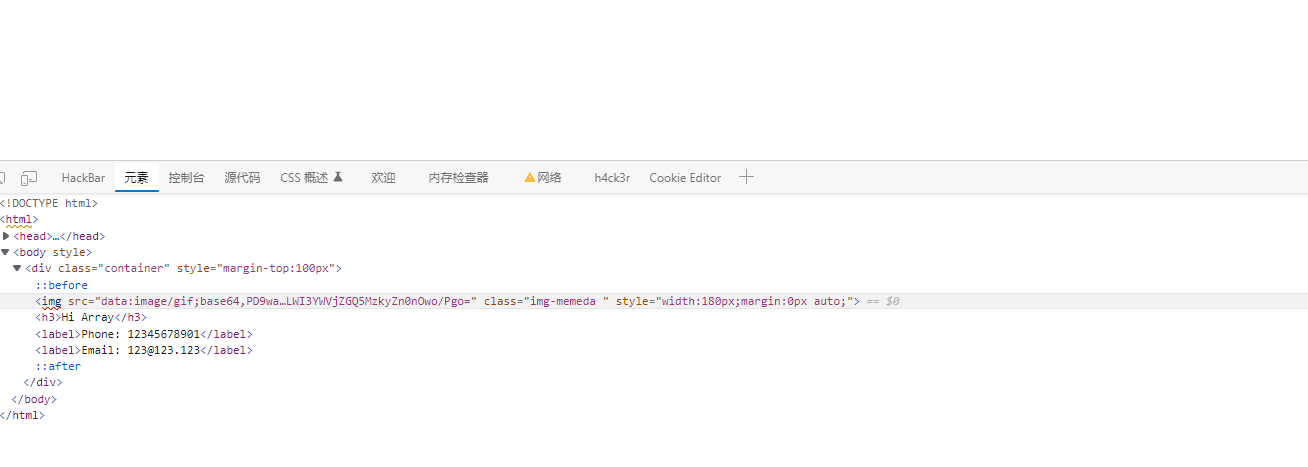 HackBar 元素 控制台 源代码 CSS 概述 欢迎 内存检查器 网络 h4ck3r Cookie Editor
<!DOCTYPE html>
<html>
<head>…</head>
<body style>
<div class="container" style="margin-top:100px">
::before
<img src="data:image/gif;base64,PD9wa…LWI3YWVjZGQ5MzkyZn0nOwo/Pgo=" class="img-memeda " style="width:180px;margin:0px auto;"> == $0
<h3>Hi Array</h3>
<label>Phone: 12345678901</label>
<label>Email: 123@123.123</label>
::after
</div>
</body>
</html>